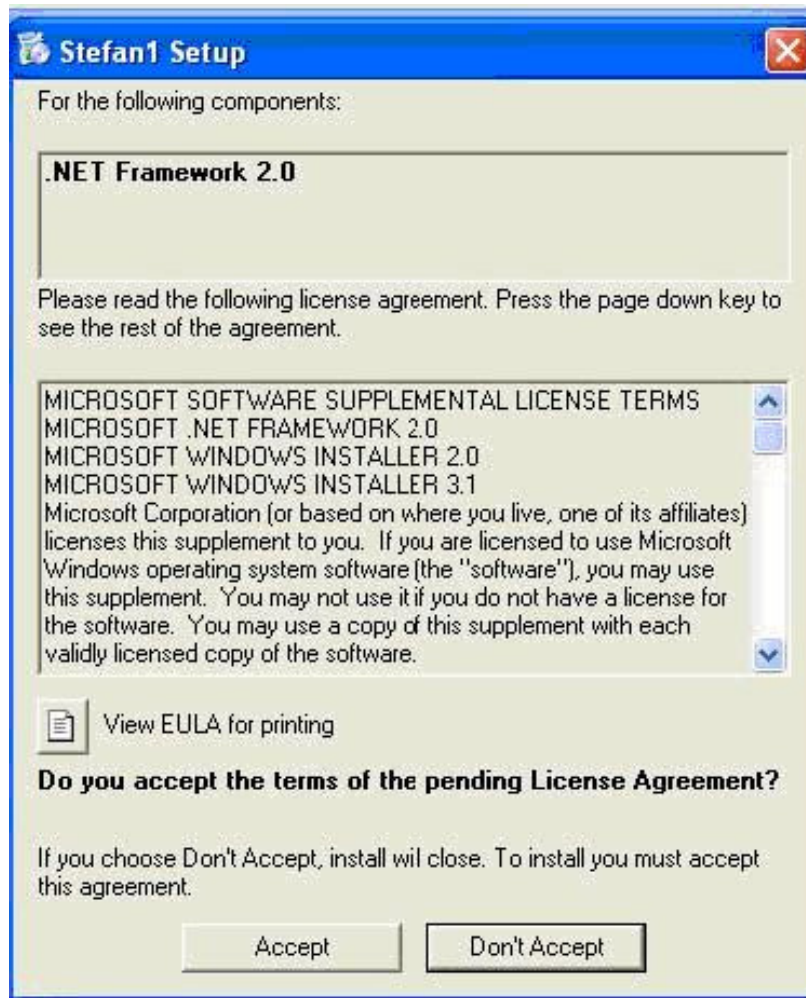 Stefan1 Setup
For the following components:
.NET Framework 2.0
Please read the following license agreement. Press the page down key to
see the rest of the agreement.
MICROSOFT SOFTWARE SUPPLEMENTAL LICENSE TERMS
MICROSOFT .NET FRAMEWORK 2.0
MICROSOFT WINDOWS INSTALLER 2.0
MICROSOFT WINDOWS INSTALLER 3.1
Microsoft Corporation (or based on where you live, one of its affiliates)
licenses this supplement to you.  If you are licensed to use Microsoft
Windows operating system software (the "software"), you may use
this supplement.  You may not use it if you do not have a license for
the software.  You may use a copy of this supplement with each
validly licensed copy of the software.
View EULA for printing
Do you accept the terms of the pending License Agreement?
If you choose Don't Accept, install wil close. To install you must accept
this agreement.
Accept
Don't Accept